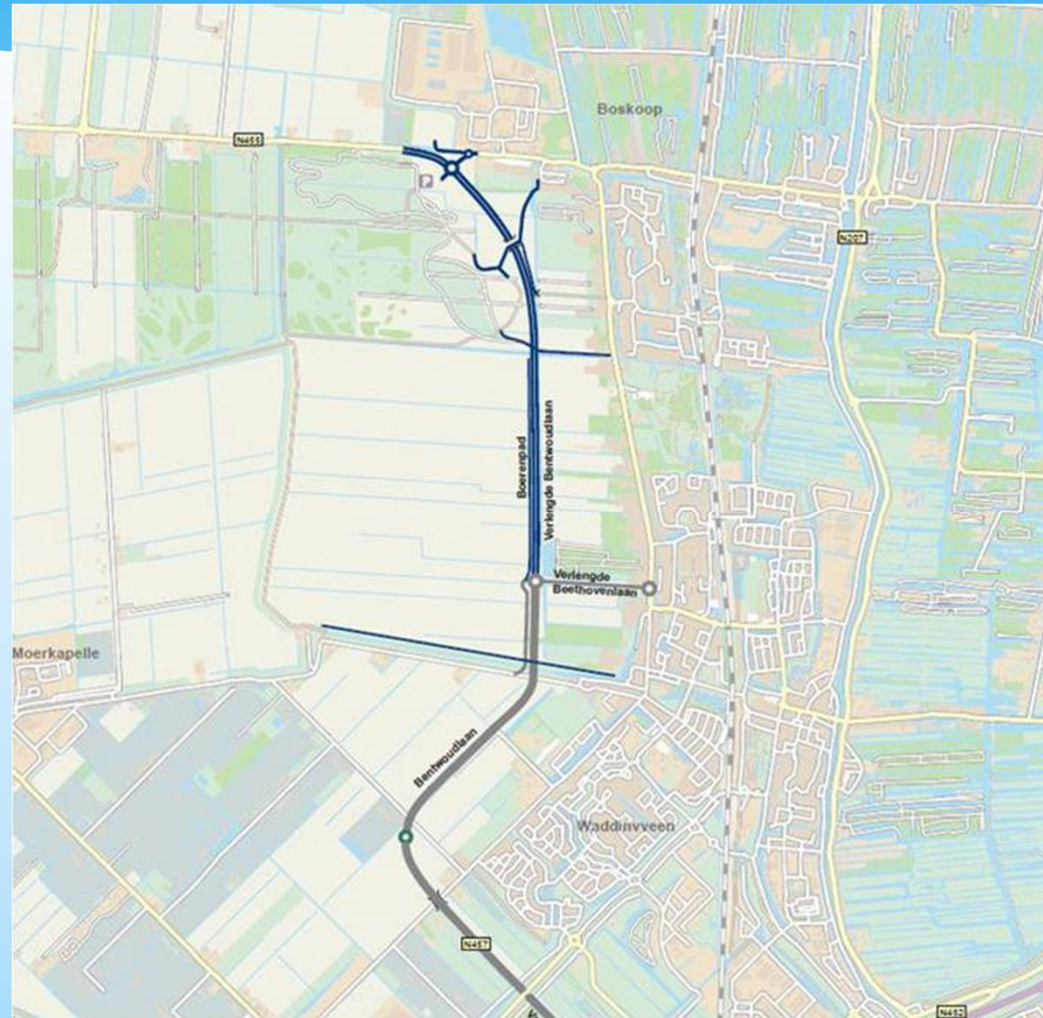 Boskoop
N455
P
N207
Boerenpad
Verlengde Bentwoudlaan
Verlengde
Beethovenlaan
Moerkapelle
Bentwoudlaan
Waddinxveen
N457
N452